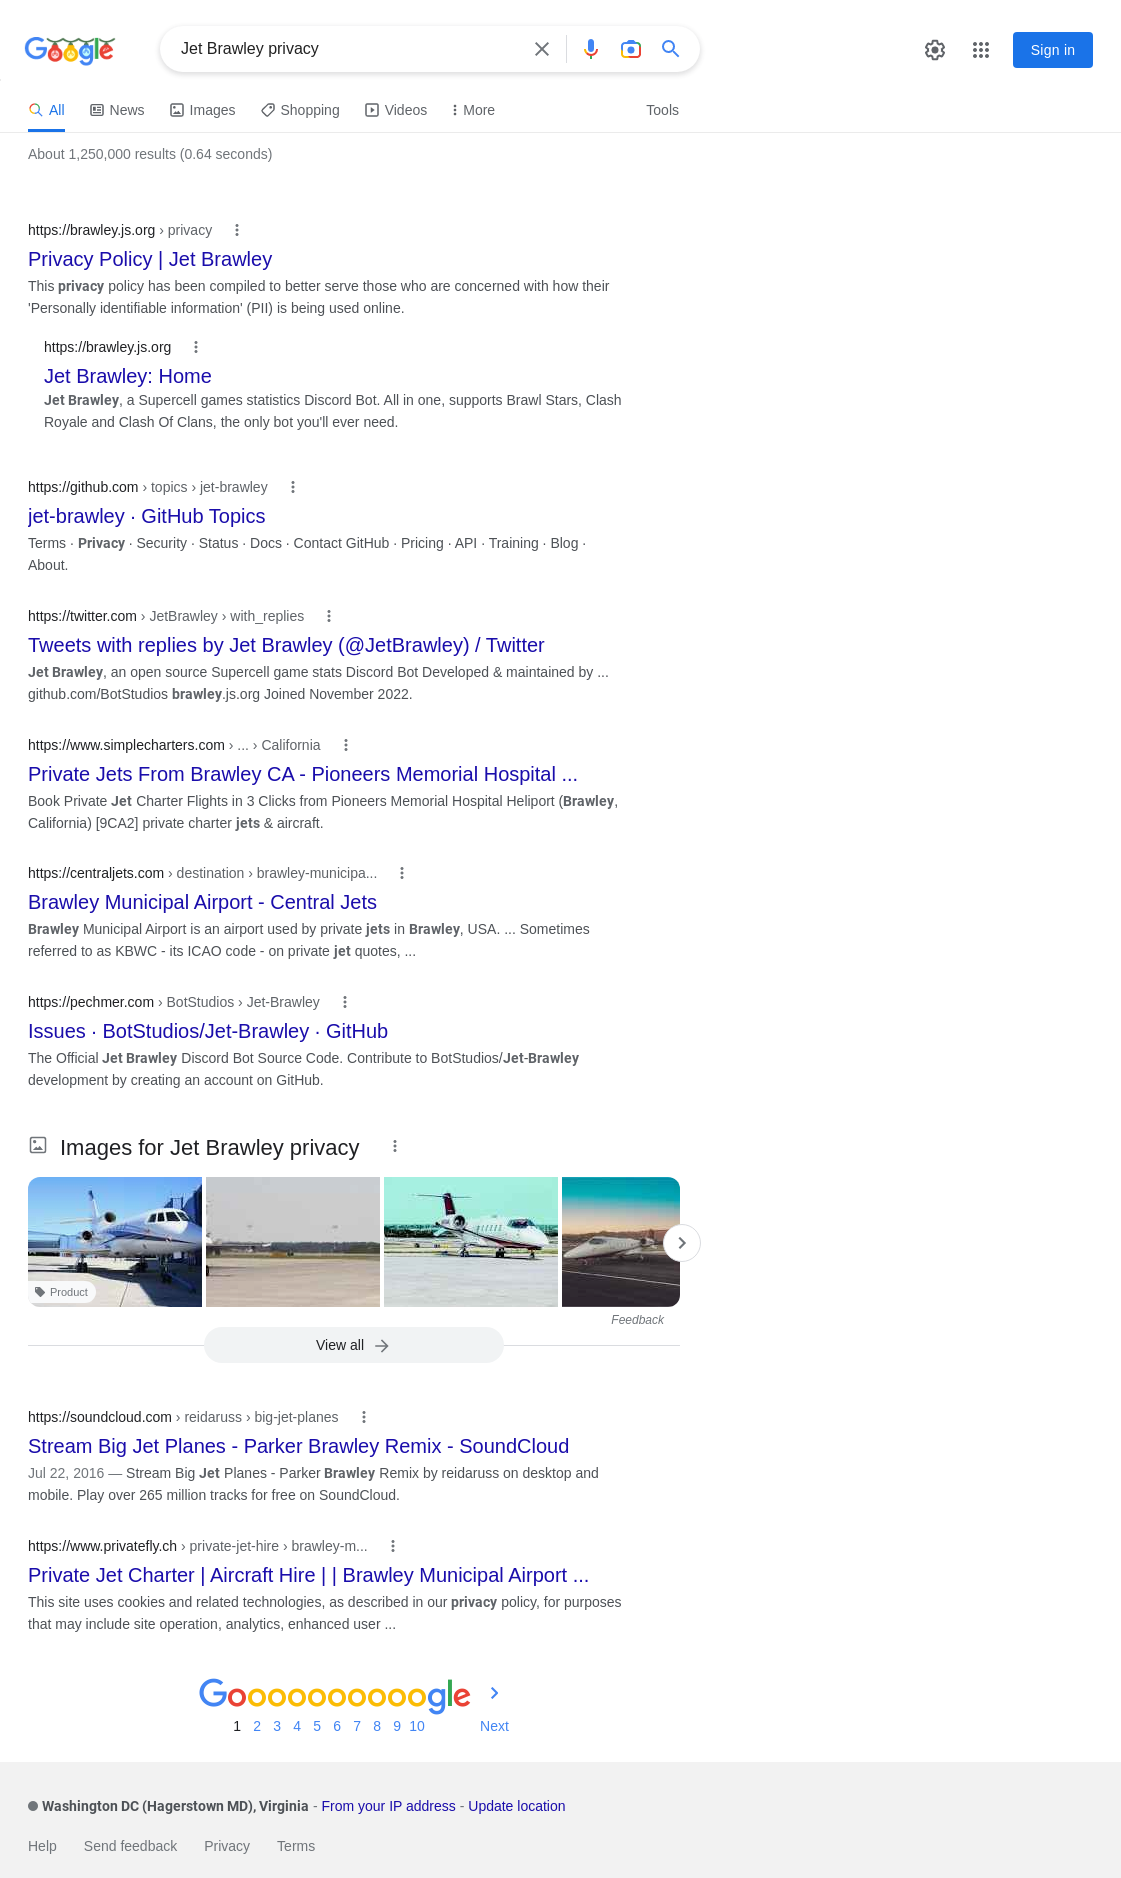 Google
Jet Brawley privacy
Sign in
All News Images Shopping Videos More Tools
About 1,250,000 results (0.64 seconds)
https://brawley.js.org › privacy
Privacy Policy | Jet Brawley
This privacy policy has been compiled to better serve those who are concerned with how their
'Personally identifiable information' (PII) is being used online.
https://brawley.js.org
Jet Brawley: Home
Jet Brawley, a Supercell games statistics Discord Bot. All in one, supports Brawl Stars, Clash
Royale and Clash Of Clans, the only bot you'll ever need.
https://github.com › topics › jet-brawley
jet-brawley · GitHub Topics
Terms · Privacy · Security · Status · Docs · Contact GitHub · Pricing · API · Training · Blog ·
About.
https://twitter.com › JetBrawley › with_replies
Tweets with replies by Jet Brawley (@JetBrawley) / Twitter
Jet Brawley, an open source Supercell game stats Discord Bot Developed & maintained by ...
github.com/BotStudios brawley.js.org Joined November 2022.
https://www.simplecharters.com › ... › California
Private Jets From Brawley CA - Pioneers Memorial Hospital ...
Book Private Jet Charter Flights in 3 Clicks from Pioneers Memorial Hospital Heliport (Brawley,
California) [9CA2] private charter jets & aircraft.
https://centraljets.com › destination › brawley-municipa...
Brawley Municipal Airport - Central Jets
Brawley Municipal Airport is an airport used by private jets in Brawley, USA. ... Sometimes
referred to as KBWC - its ICAO code - on private jet quotes, ...
https://pechmer.com › BotStudios › Jet-Brawley
Issues · BotStudios/Jet-Brawley · GitHub
The Official Jet Brawley Discord Bot Source Code. Contribute to BotStudios/Jet-Brawley
development by creating an account on GitHub.
Images for Jet Brawley privacy
Product
Feedback
View all
https://soundcloud.com › reidaruss › big-jet-planes
Stream Big Jet Planes - Parker Brawley Remix - SoundCloud
Jul 22, 2016 — Stream Big Jet Planes - Parker Brawley Remix by reidaruss on desktop and
mobile. Play over 265 million tracks for free on SoundCloud.
https://www.privatefly.ch › private-jet-hire › brawley-m...
Private Jet Charter | Aircraft Hire | | Brawley Municipal Airport ...
This site uses cookies and related technologies, as described in our privacy policy, for purposes
that may include site operation, analytics, enhanced user ...
Goooooooooogle
1 2 3 4 5 6 7 8 9 10 Next
Washington DC (Hagerstown MD), Virginia - From your IP address - Update location
Help Send feedback Privacy Terms